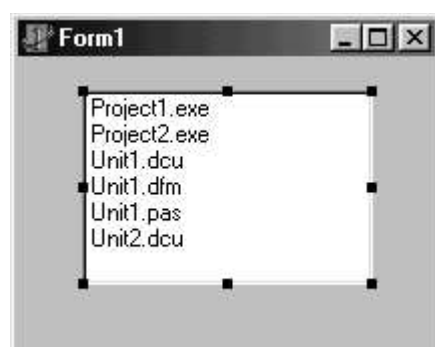 Form1
Project1.exe
Project2.exe
Unit1.dcu
Unit1.dfm
Unit1.pas
Unit2.dcu